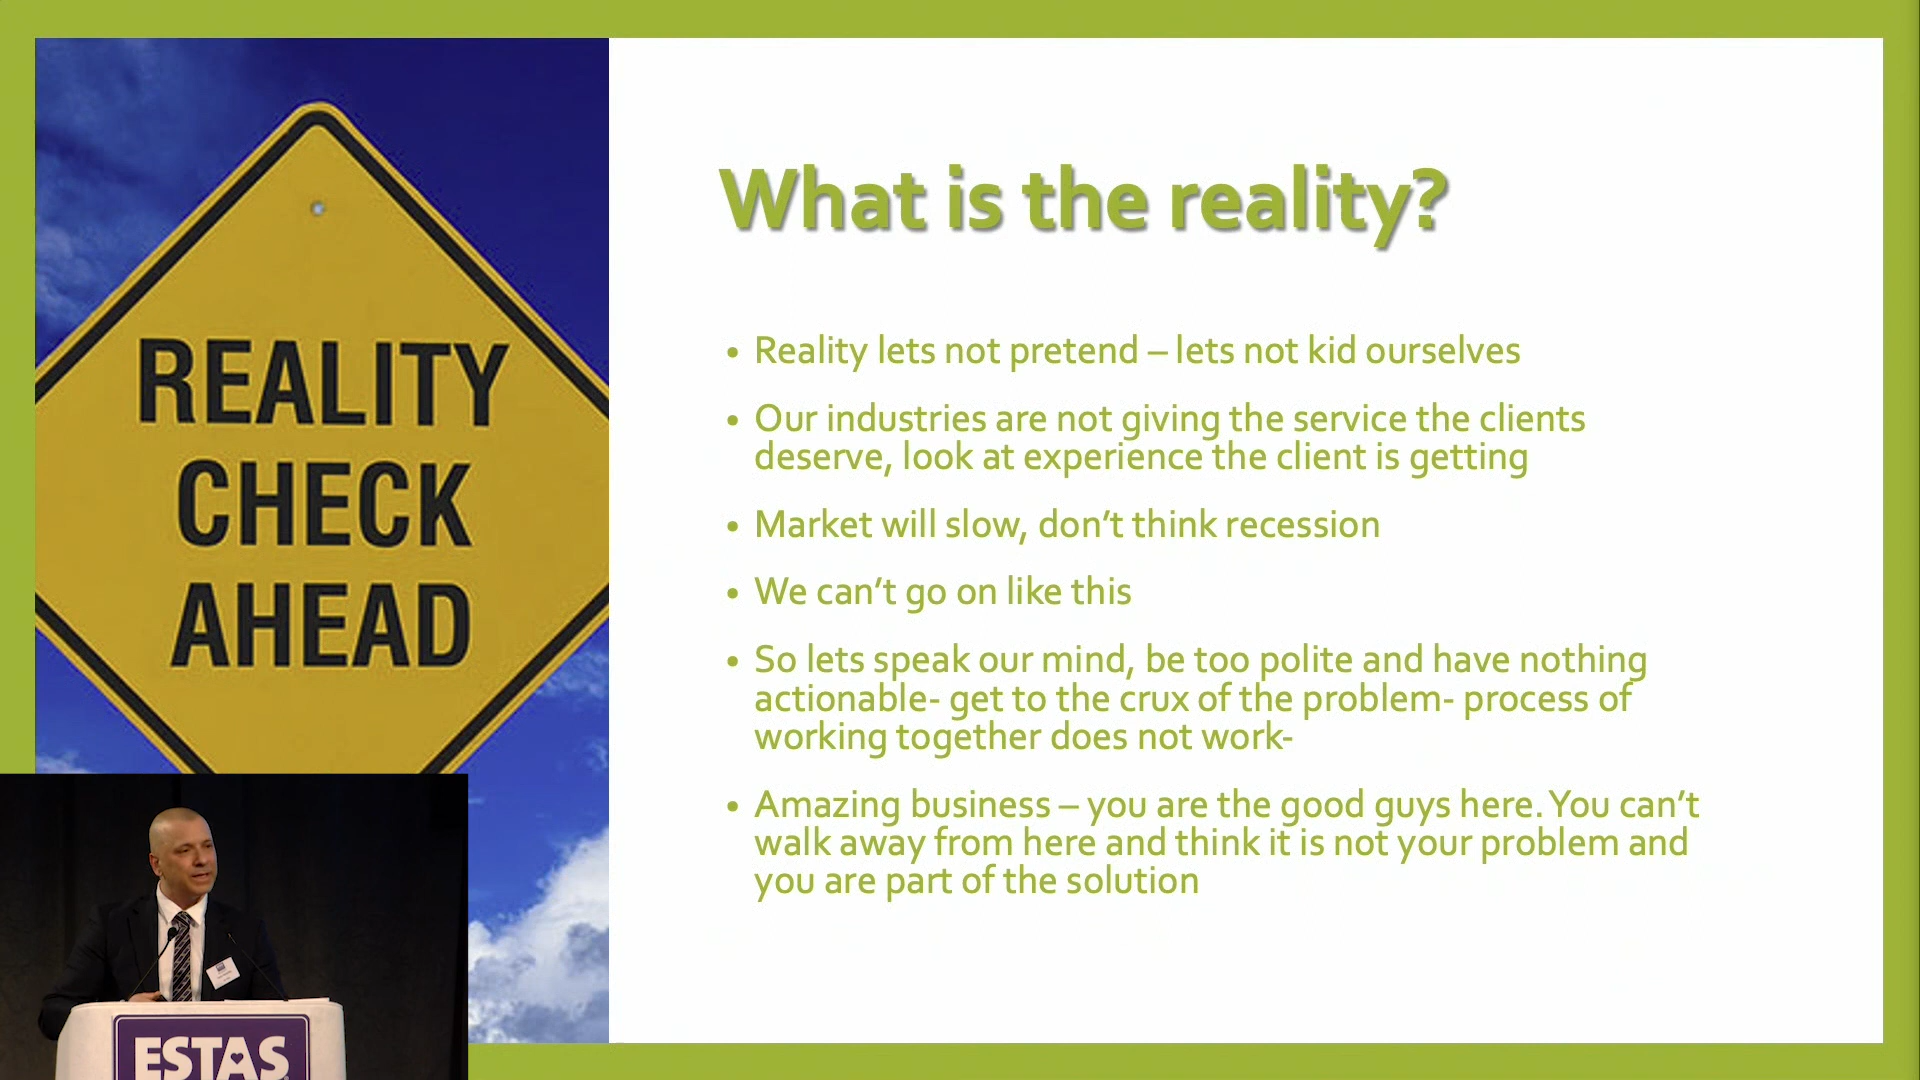 REALITY
CHECK
AHEAD
What is the reality?
• Reality lets not pretend – lets not kid ourselves
• Our industries are not giving the service the clients
deserve, look at experience the client is getting
• Market will slow, don’t think recession
• We can’t go on like this
• So lets speak our mind, be too polite and have nothing
actionable- get to the crux of the problem- process of
working together does not work-
• Amazing business – you are the good guys here. You can’t
walk away from here and think it is not your problem and
you are part of the solution
ESTAS